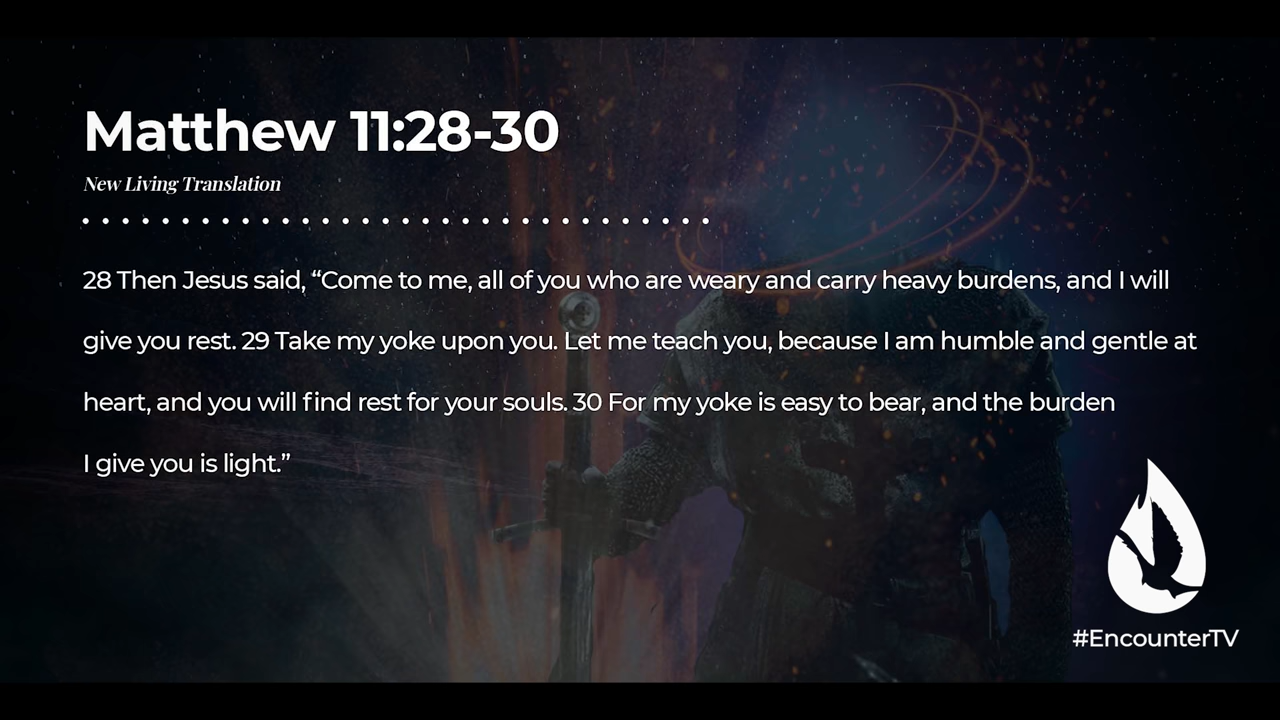 Matthew 11:28-30
New Living Translation
28 Then Jesus said, “Come to me, all of you who are weary and carry heavy burdens, and I will
give you rest. 29 Take my yoke upon you. Let me teach you, because I am humble and gentle at
heart, and you will find rest for your souls. 30 For my yoke is easy to bear, and the burden
I give you is light.”
#EncounterTV